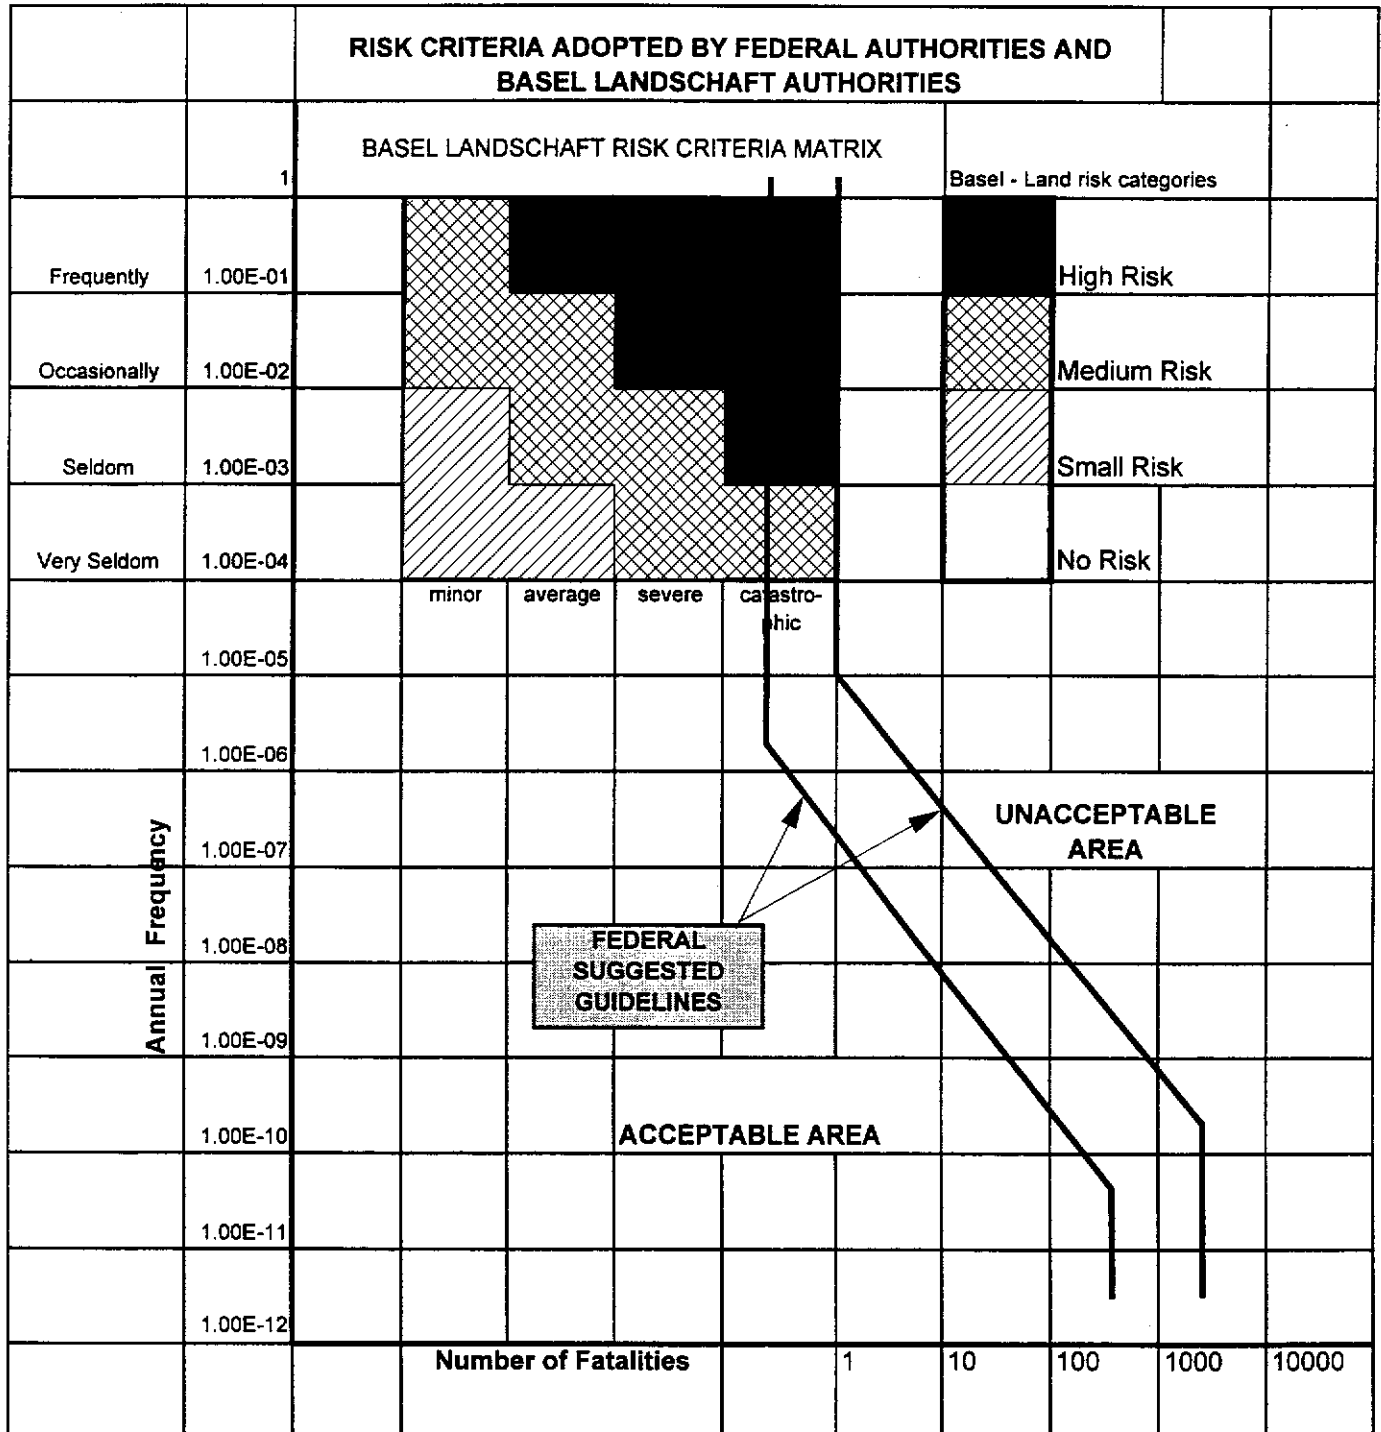 RISK CRITERIA ADOPTED BY FEDERAL AUTHORITIES AND
BASEL LANDSCHAFT AUTHORITIES
BASEL LANDSCHAFT RISK CRITERIA MATRIX
1
Basel - Land risk categories
Frequently
1.00E-01
High Risk
Occasionally
1.00E-02
Medium Risk
Seldom
1.00E-03
Small Risk
Very Seldom
1.00E-04
No Risk
minor
average
severe
catastro-
phic
1.00E-05
1.00E-06
UNACCEPTABLE
AREA
1.00E-07
Annual Frequency
1.00E-08
FEDERAL
SUGGESTED
GUIDELINES
1.00E-09
1.00E-10
ACCEPTABLE AREA
1.00E-11
1.00E-12
Number of Fatalities
1
10
100
1000
10000